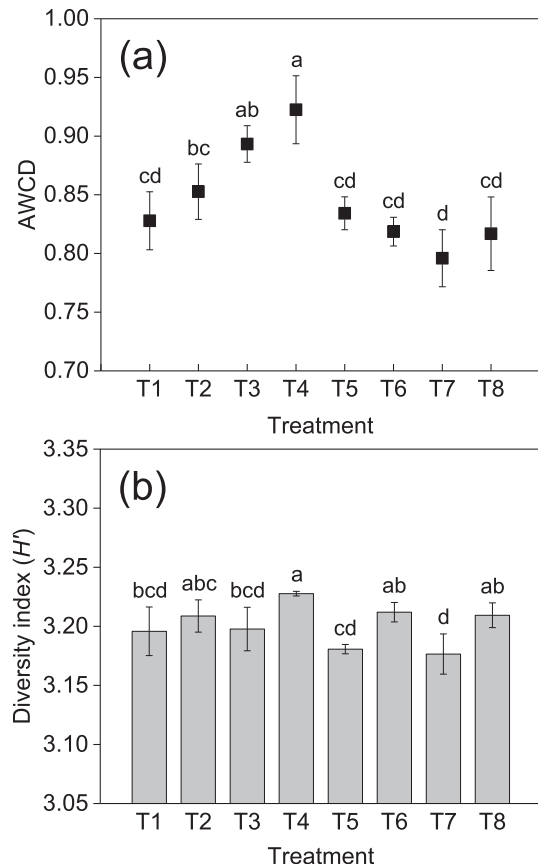 1.00
(a)
a
0.95
ab
0.90
bc
AWCD
cd
cd
cd
cd
0.85
d
0.80
0.75
0.70
T1 T2 T3 T4 T5 T6 T7 T8
Treatment
3.35
(b)
3.30
Diversity index (H')
3.25
bcd abc bcd a cd ab d ab
3.20
3.15
3.10
3.05
T1 T2 T3 T4 T5 T6 T7 T8
Treatment